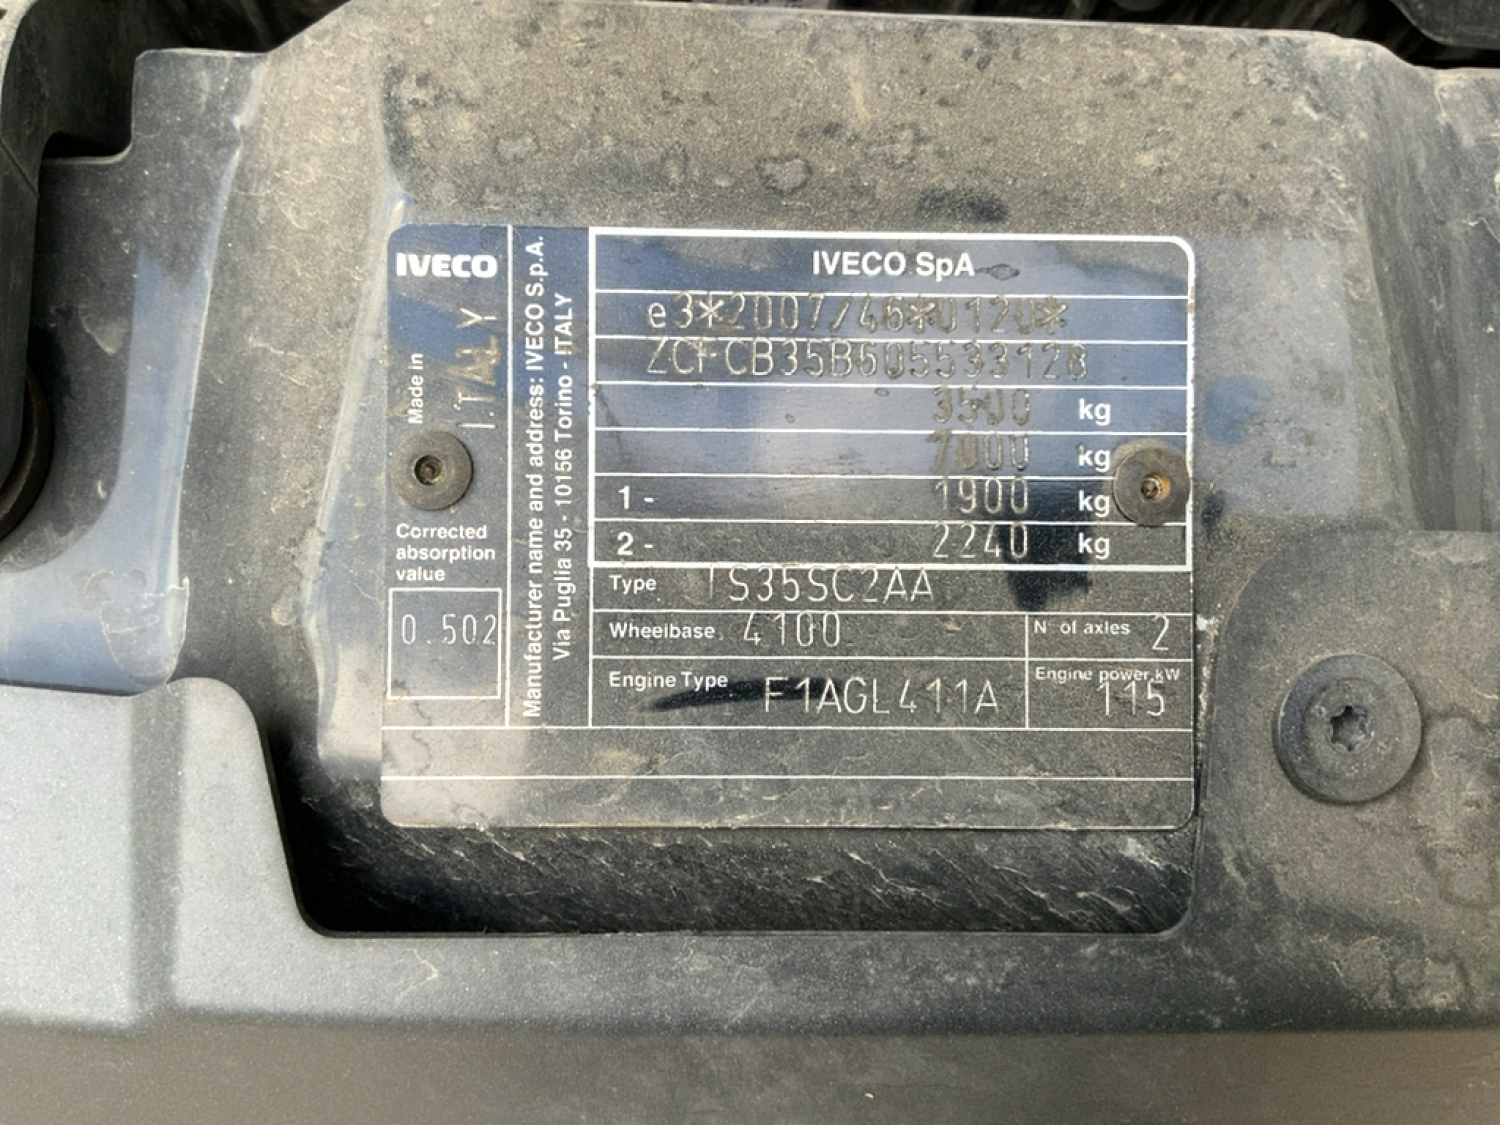 IVECO
Made in
ITALY
Corrected
absorption
value
0.502
Manufacturer name and address: IVECO S.p.A.
Via Puglia 35 - 10156 Torino - ITALY
IVECO SpA
e3*2007/46*0120*
ZCFCB35B605533128
3500 kg
7000 kg
1 - 1900 kg
2 - 2240 kg
Type IS35SC2AA
Wheelbase 4100 N of axles 2
Engine Type F1AGL411A Engine power kW 115